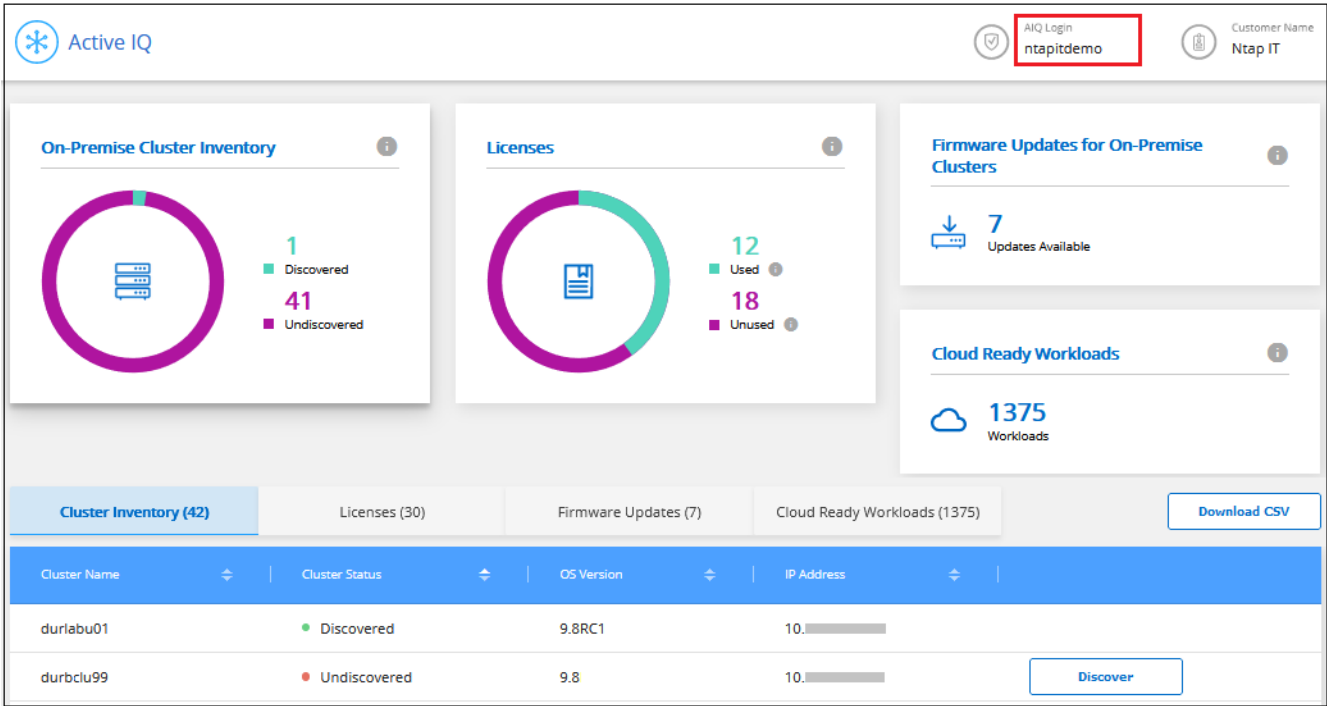 Active IQ
AIQ Login
ntapitdemo
Customer Name
Ntap IT
On-Premise Cluster Inventory
1
Discovered
41
Undiscovered
Licenses
12
Used
18
Unused
Firmware Updates for On-Premise
Clusters
7
Updates Available
Cloud Ready Workloads
1375
Workloads
Cluster Inventory (42)
Licenses (30)
Firmware Updates (7)
Cloud Ready Workloads (1375)
Download CSV
Cluster Name
Cluster Status
OS Version
IP Address
durlabu01
Discovered
9.8RC1
10.
durbclu99
Undiscovered
9.8
10.
Discover